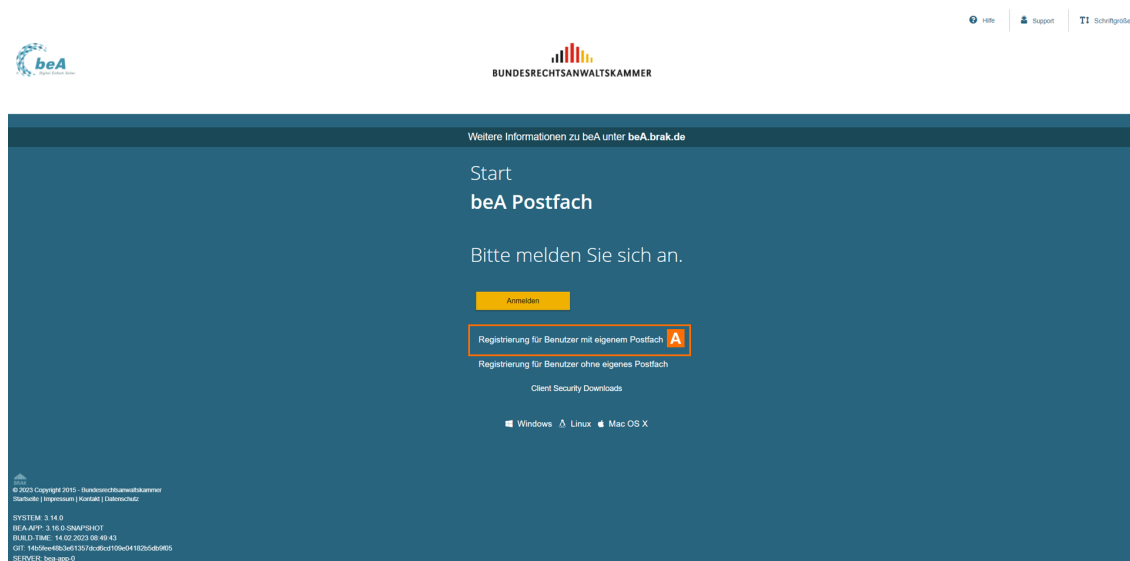 Hilfe
Support
Schriftgröße
beA
BUNDESRECHTSANWALTSKAMMER
Weitere Informationen zu beA unter beA.brak.de
Start
beA Postfach
Bitte melden Sie sich an.
Anmelden
Registrierung für Benutzer mit eigenem Postfach A
Registrierung für Benutzer ohne eigenes Postfach
Client Security Downloads
Windows Linux Mac OS X
BRAK
© 2023 Copyright 2015 - Bundesrechtsanwaltskammer
Startseite | Impressum | Kontakt | Datenschutz
SYSTEM: 3.14.0
BEA-APP: 3.16.0-SNAPSHOT
BUILD-TIME: 14.02.2023 08:49:43
GIT: 14b5fee48b3e61357dcd6cd109e04182b5db9f05
SERVER: bea-app-0